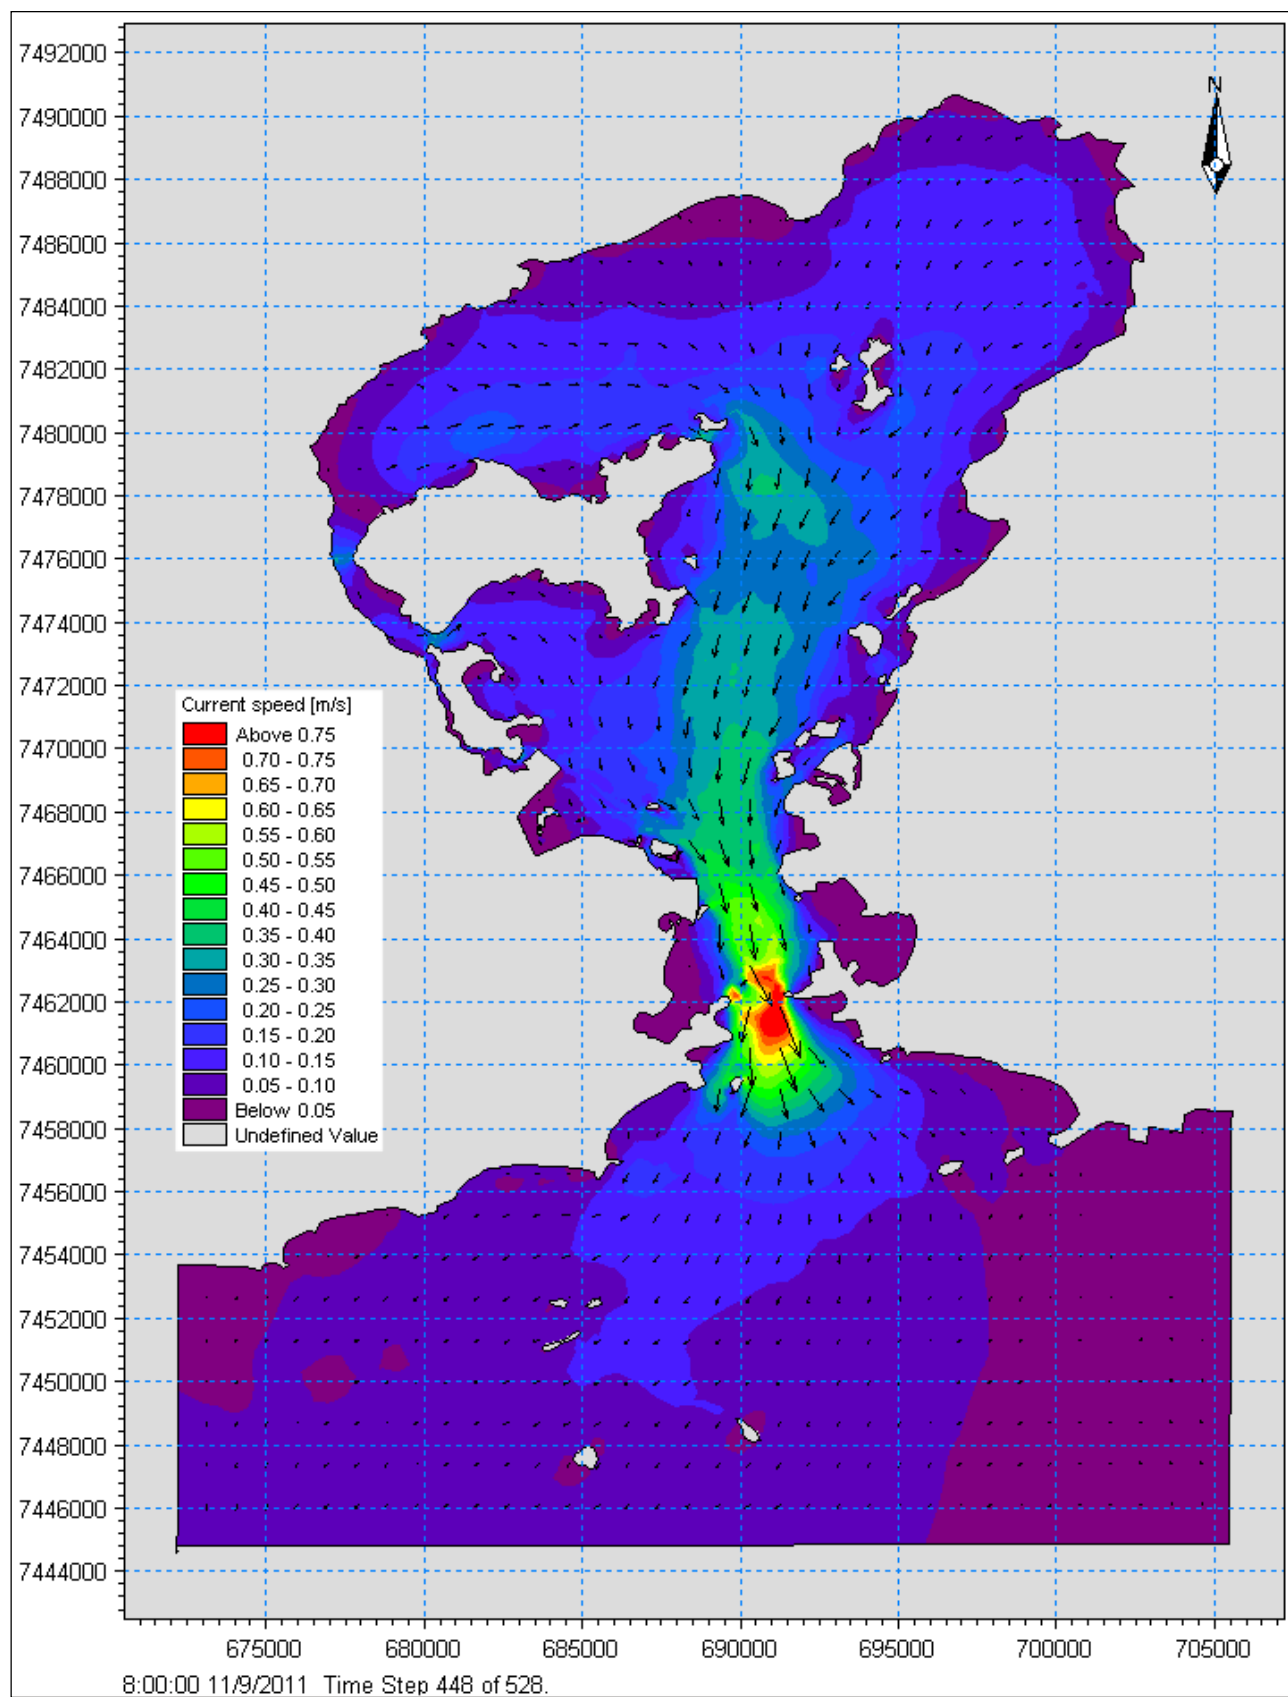 7492000
7490000
7488000
7486000
7484000
7482000
7480000
7478000
7476000
7474000
7472000
7470000
7468000
7466000
7464000
7462000
7460000
7458000
7456000
7454000
7452000
7450000
7448000
7446000
7444000
N
Current speed [m/s]
Above 0.75
0.70 - 0.75
0.65 - 0.70
0.60 - 0.65
0.55 - 0.60
0.50 - 0.55
0.45 - 0.50
0.40 - 0.45
0.35 - 0.40
0.30 - 0.35
0.25 - 0.30
0.20 - 0.25
0.15 - 0.20
0.10 - 0.15
0.05 - 0.10
Below 0.05
Undefined Value
675000 680000 685000 690000 695000 700000 705000
8:00:00 11/9/2011 Time Step 448 of 528.